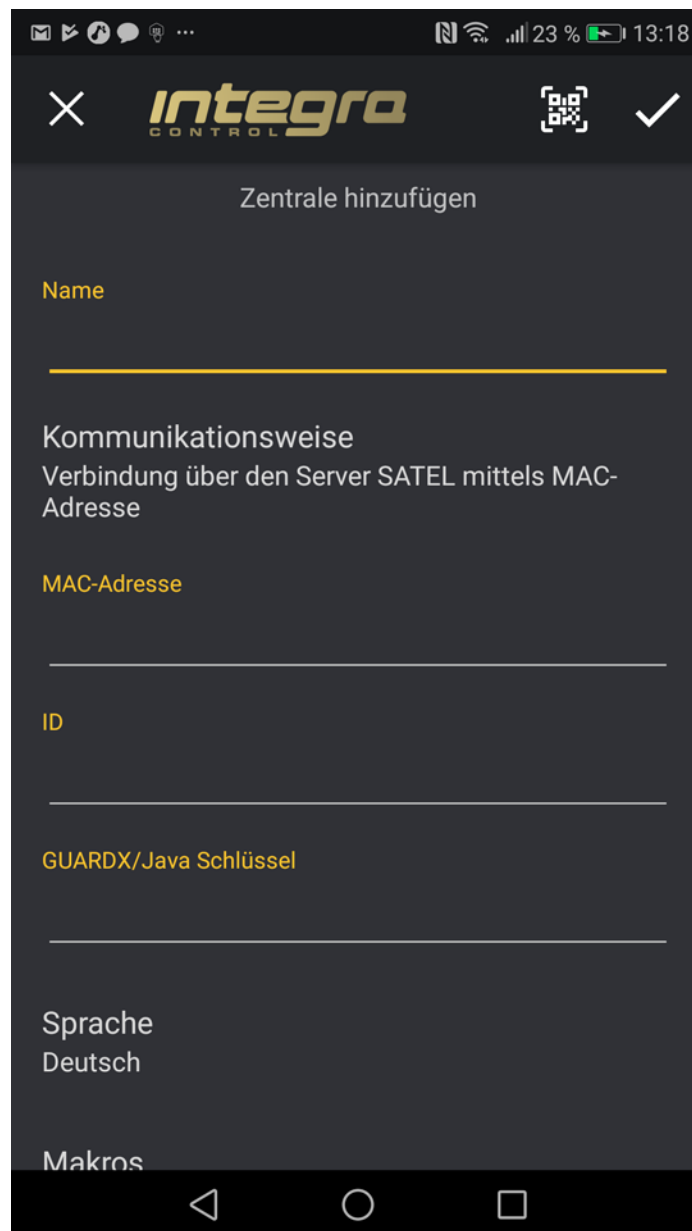 23 % 13:18
Integra
CONTROL
Zentrale hinzufügen
Name
Kommunikationsweise
Verbindung über den Server SATEL mittels MAC-
Adresse
MAC-Adresse
ID
GUARDX/Java Schlüssel
Sprache
Deutsch
Makros